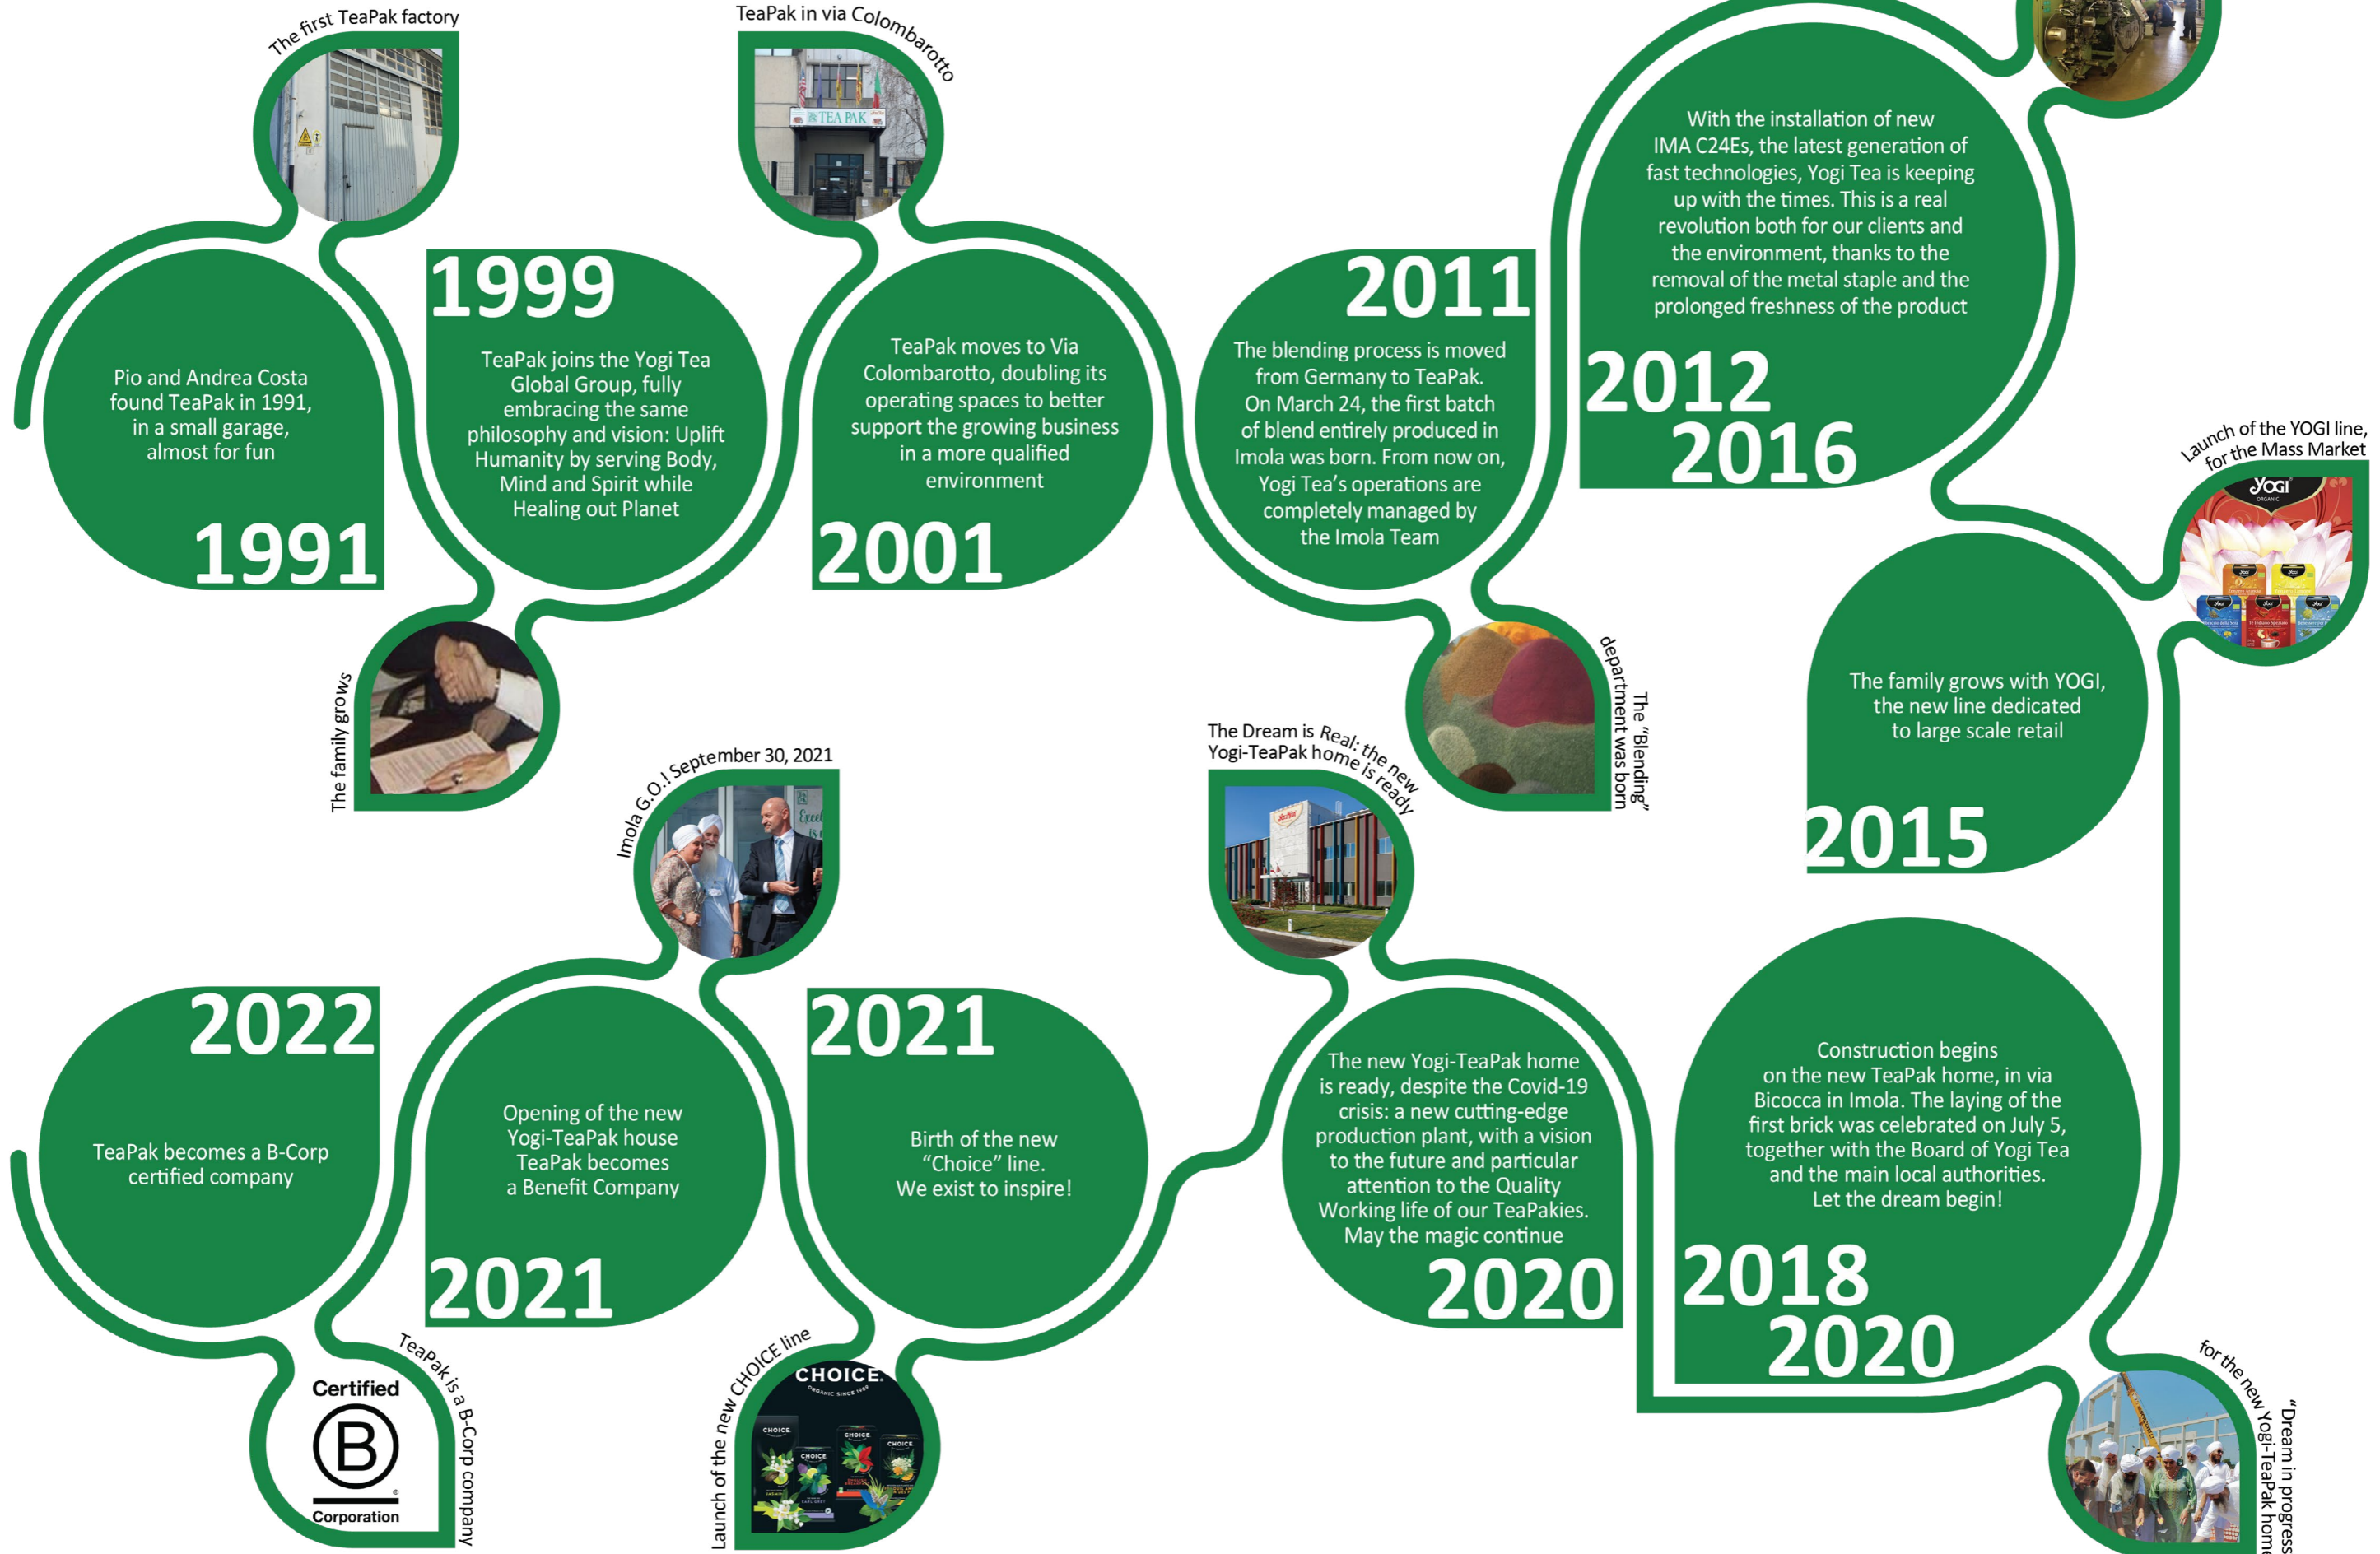 The first TeaPak factory
Pio and Andrea Costa
found TeaPak in 1991,
in a small garage,
almost for fun
1991
1999
TeaPak joins the Yogi Tea
Global Group, fully
embracing the same
philosophy and vision: Uplift
Humanity by serving Body,
Mind and Spirit while
Healing out Planet
The family grows
TeaPak in via Colombarotto
TEA PAK
TeaPak moves to Via
Colombarotto, doubling its
operating spaces to better
support the growing business
in a more qualified
environment
2001
2011
The blending process is moved
from Germany to TeaPak.
On March 24, the first batch
of blend entirely produced in
Imola was born. From now on,
Yogi Tea's operations are
completely managed by
the Imola Team
The "Blending"
department was born
With the installation of new
IMA C24Es, the latest generation of
fast technologies, Yogi Tea is keeping
up with the times. This is a real
revolution both for our clients and
the environment, thanks to the
removal of the metal staple and the
prolonged freshness of the product
2012
2016
Launch of the YOGI line,
for the Mass Market
YOGI
ORGANIC
The family grows with YOGI,
the new line dedicated
to large scale retail
2015
Construction begins
on the new TeaPak home, in via
Bicocca in Imola. The laying of the
first brick was celebrated on July 5,
together with the Board of Yogi Tea
and the main local authorities.
Let the dream begin!
2018
2020
"Dream in progress
for the new Yogi-TeaPak home
The Dream is Real: the new
Yogi-TeaPak home is ready
The new Yogi-TeaPak home
is ready, despite the Covid-19
crisis: a new cutting-edge
production plant, with a vision
to the future and particular
attention to the Quality
Working life of our TeaPakies.
May the magic continue
2020
2021
Birth of the new
"Choice" line.
We exist to inspire!
Launch of the new CHOICE line
CHOICE.
ORGANIC SINCE 1989
CHOICE
CHOICE
CHOICE
CHOICE
Imola G.O.! September 30, 2021
Opening of the new
Yogi-TeaPak house
TeaPak becomes
a Benefit Company
2021
2022
TeaPak becomes a B-Corp
certified company
TeaPak is a B-Corp company
Certified
B
®
Corporation